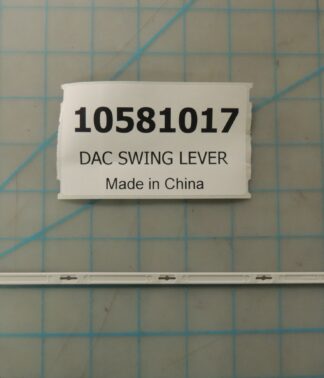 10581017
DAC SWING LEVER
Made in China